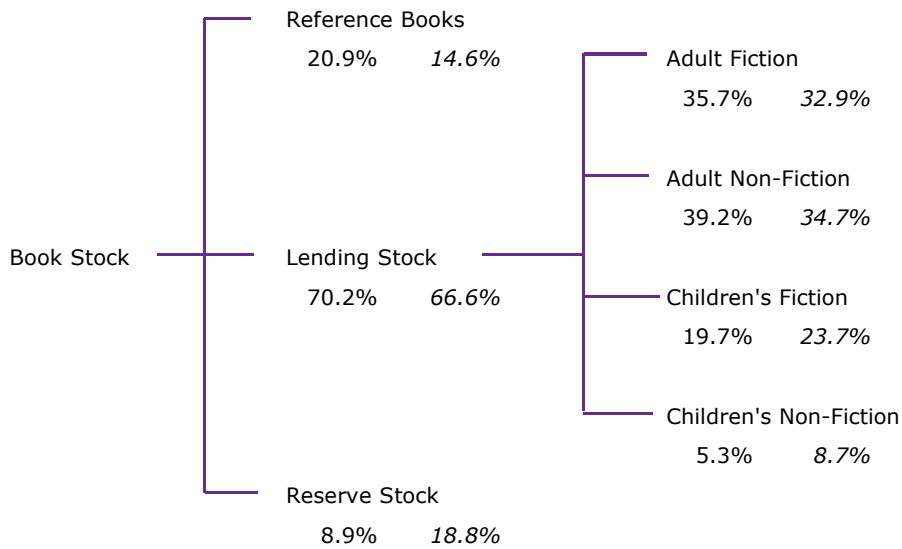 Reference Books
20.9% 14.6%
Adult Fiction
35.7% 32.9%
Adult Non-Fiction
39.2% 34.7%
Book Stock
Lending Stock
70.2% 66.6%
Children's Fiction
19.7% 23.7%
Children's Non-Fiction
5.3% 8.7%
Reserve Stock
8.9% 18.8%